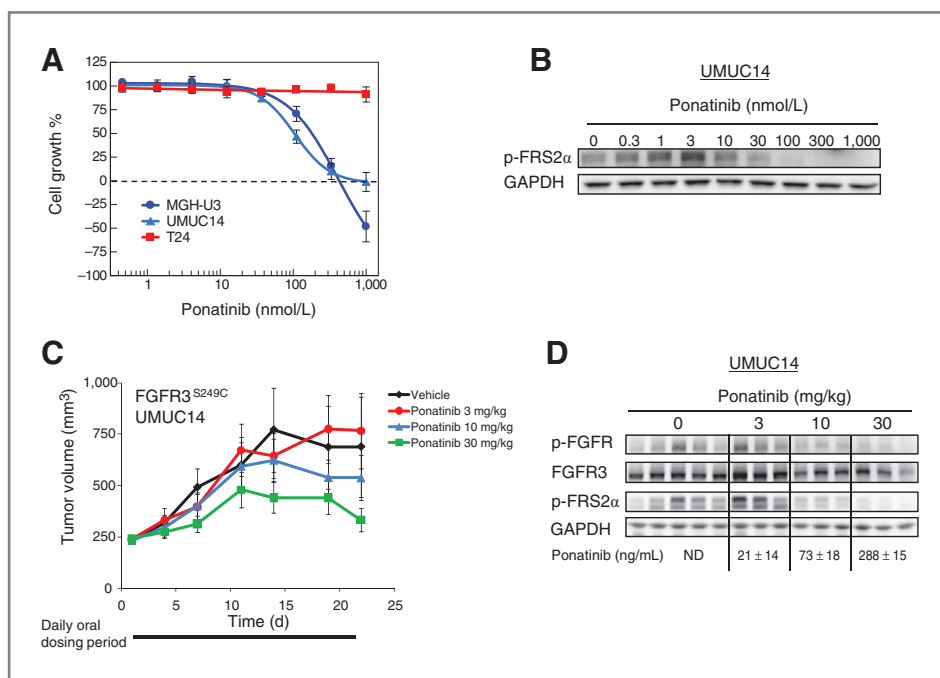 A
Cell growth %
125
100
75
50
25
0
−25
−50
−75
−100
MGH-U3
UMUC14
T24
1 10 100 1,000
Ponatinib (nmol/L)
B
UMUC14
Ponatinib (nmol/L)
0 0.3 1 3 10 30 100 300 1,000
p-FRS2α
GAPDH
C
FGFR3 S249C
UMUC14
Tumor volume (mm3)
1,000
750
500
250
0
Vehicle
Ponatinib 3 mg/kg
Ponatinib 10 mg/kg
Ponatinib 30 mg/kg
0 5 10 15 20 25
Time (d)
Daily oral
dosing period
D
UMUC14
Ponatinib (mg/kg)
0 3 10 30
p-FGFR
FGFR3
p-FRS2α
GAPDH
Ponatinib (ng/mL) ND 21 ± 14 73 ± 18 288 ± 15